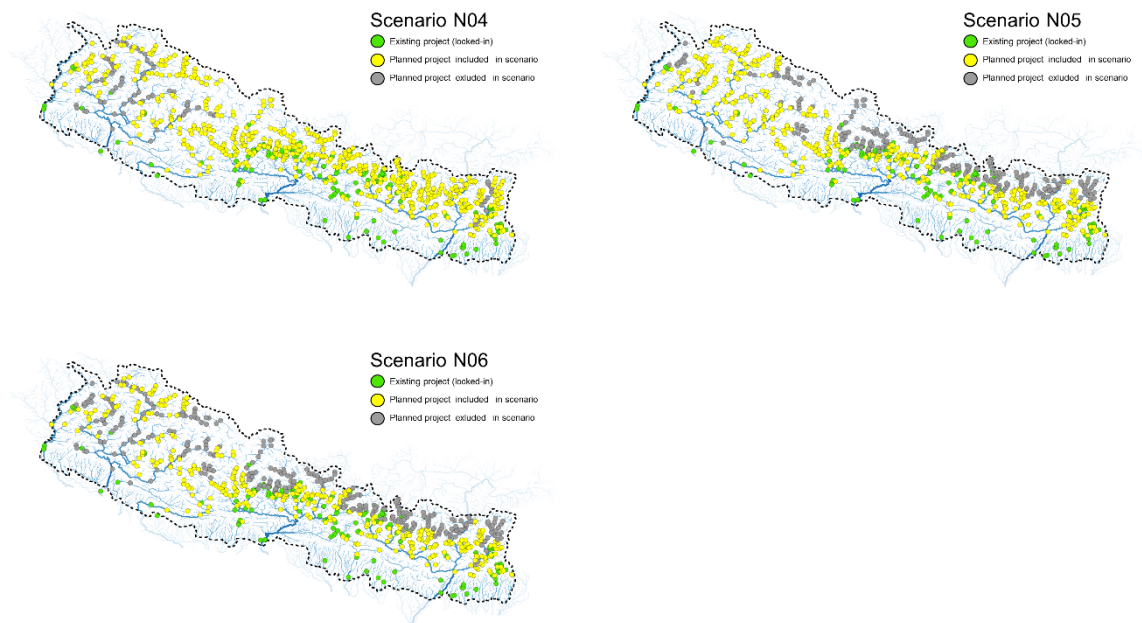 Scenario N04
Existing project (locked-in)
Planned project included in scenario
Planned project exluded in scenario
Scenario N05
Existing project (locked-in)
Planned project included in scenario
Planned project exluded in scenario
Scenario N06
Existing project (locked-in)
Planned project included in scenario
Planned project exluded in scenario